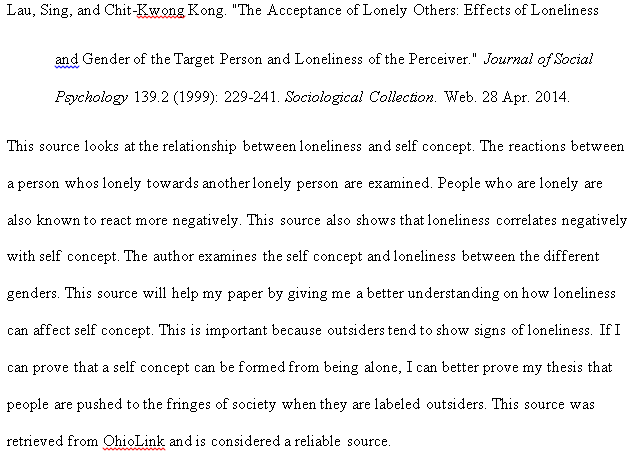 Lau, Sing, and Chit-Kwong Kong. "The Acceptance of Lonely Others: Effects of Loneliness
and Gender of the Target Person and Loneliness of the Perceiver." Journal of Social
Psychology 139.2 (1999): 229-241. Sociological Collection. Web. 28 Apr. 2014.
This source looks at the relationship between loneliness and self concept. The reactions between
a person whos lonely towards another lonely person are examined. People who are lonely are
also known to react more negatively. This source also shows that loneliness correlates negatively
with self concept. The author examines the self concept and loneliness between the different
genders. This source will help my paper by giving me a better understanding on how loneliness
can affect self concept. This is important because outsiders tend to show signs of loneliness. If I
can prove that a self concept can be formed from being alone, I can better prove my thesis that
people are pushed to the fringes of society when they are labeled outsiders. This source was
retrieved from OhioLink and is considered a reliable source.